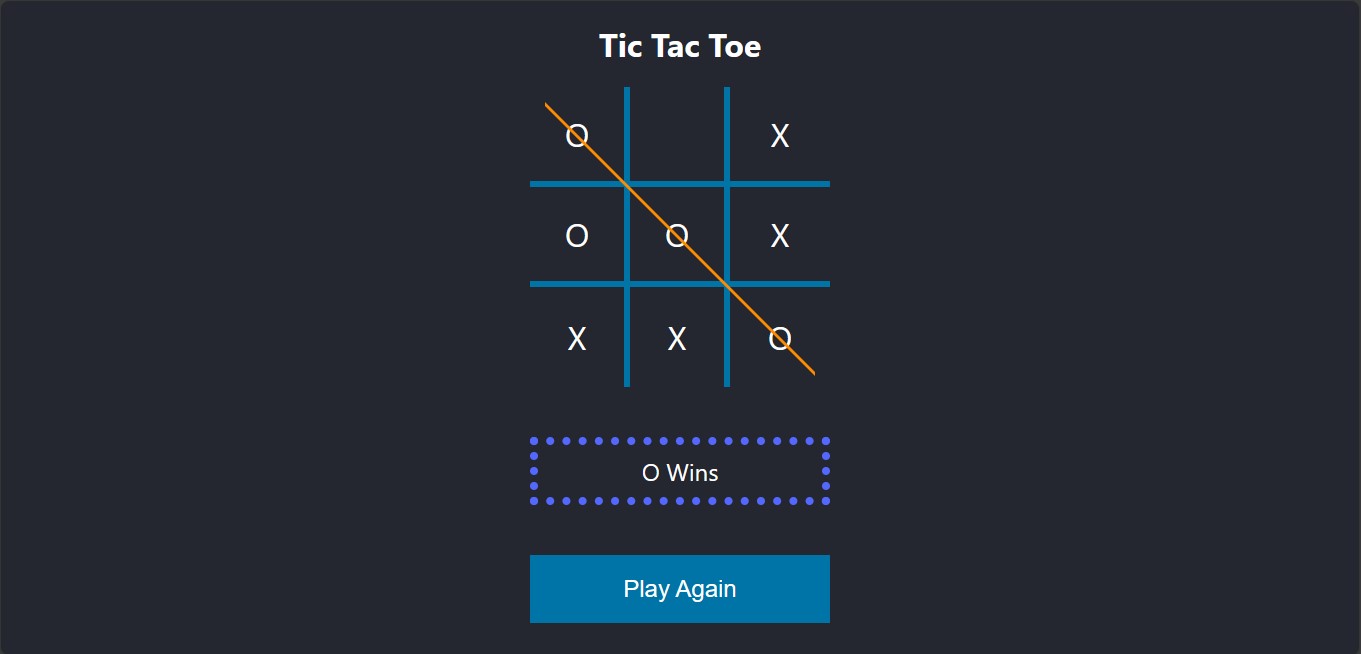 Tic Tac Toe
O X
O O X
X X O
O Wins
Play Again